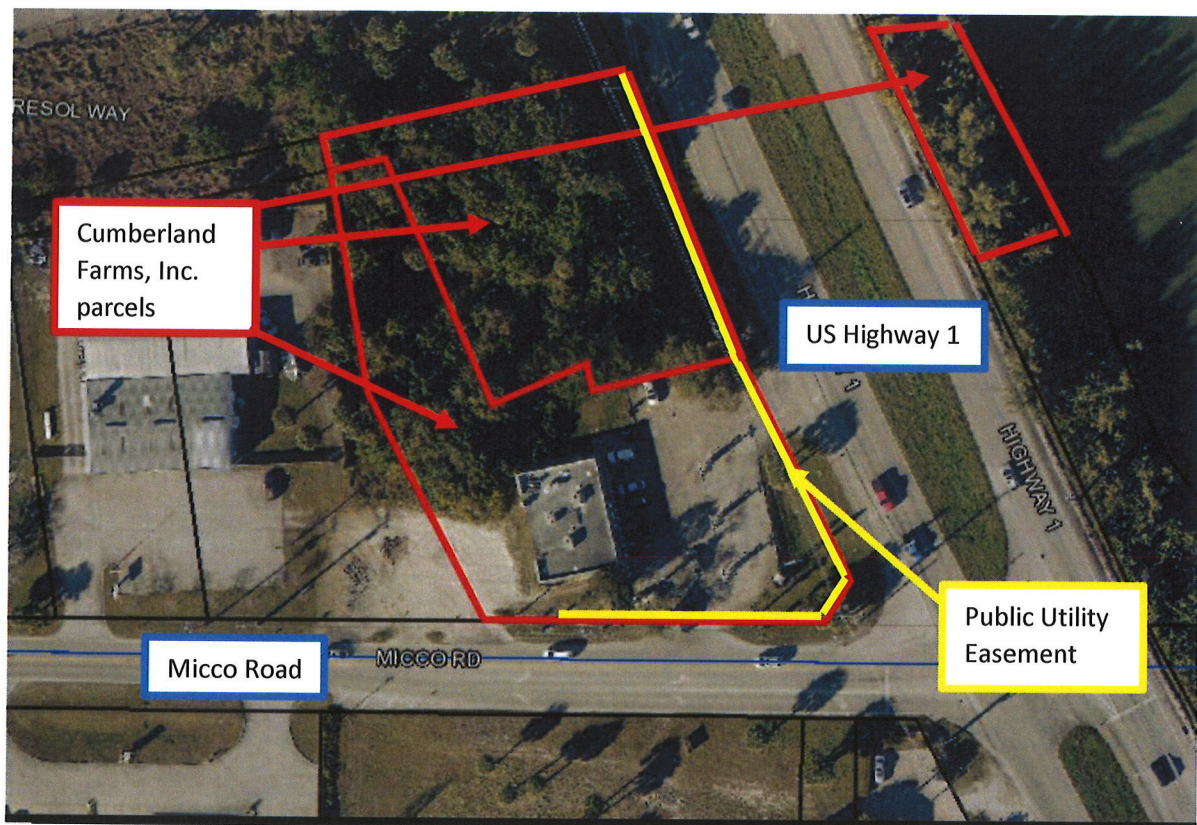 RESOL WAY
Cumberland
Farms, Inc.
parcels
US Highway 1
HIGHWAY 1
Public Utility
Easement
Micco Road
MICCO RD